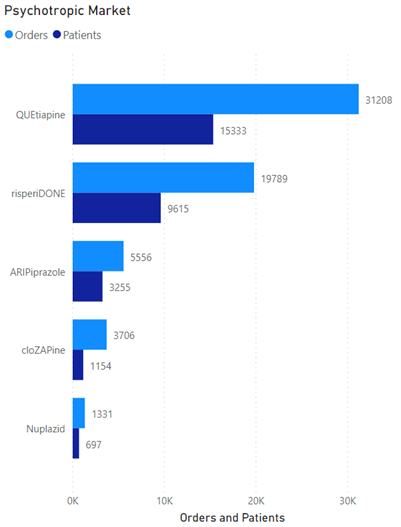 Psychotropic Market
Orders Patients
QUEtiapine 31208
15333
risperiDONE 19789
9615
ARIPiprazole 5556
3255
cloZAPine 3706
1154
Nuplazid 1331
697
0K 10K 20K 30K
Orders and Patients